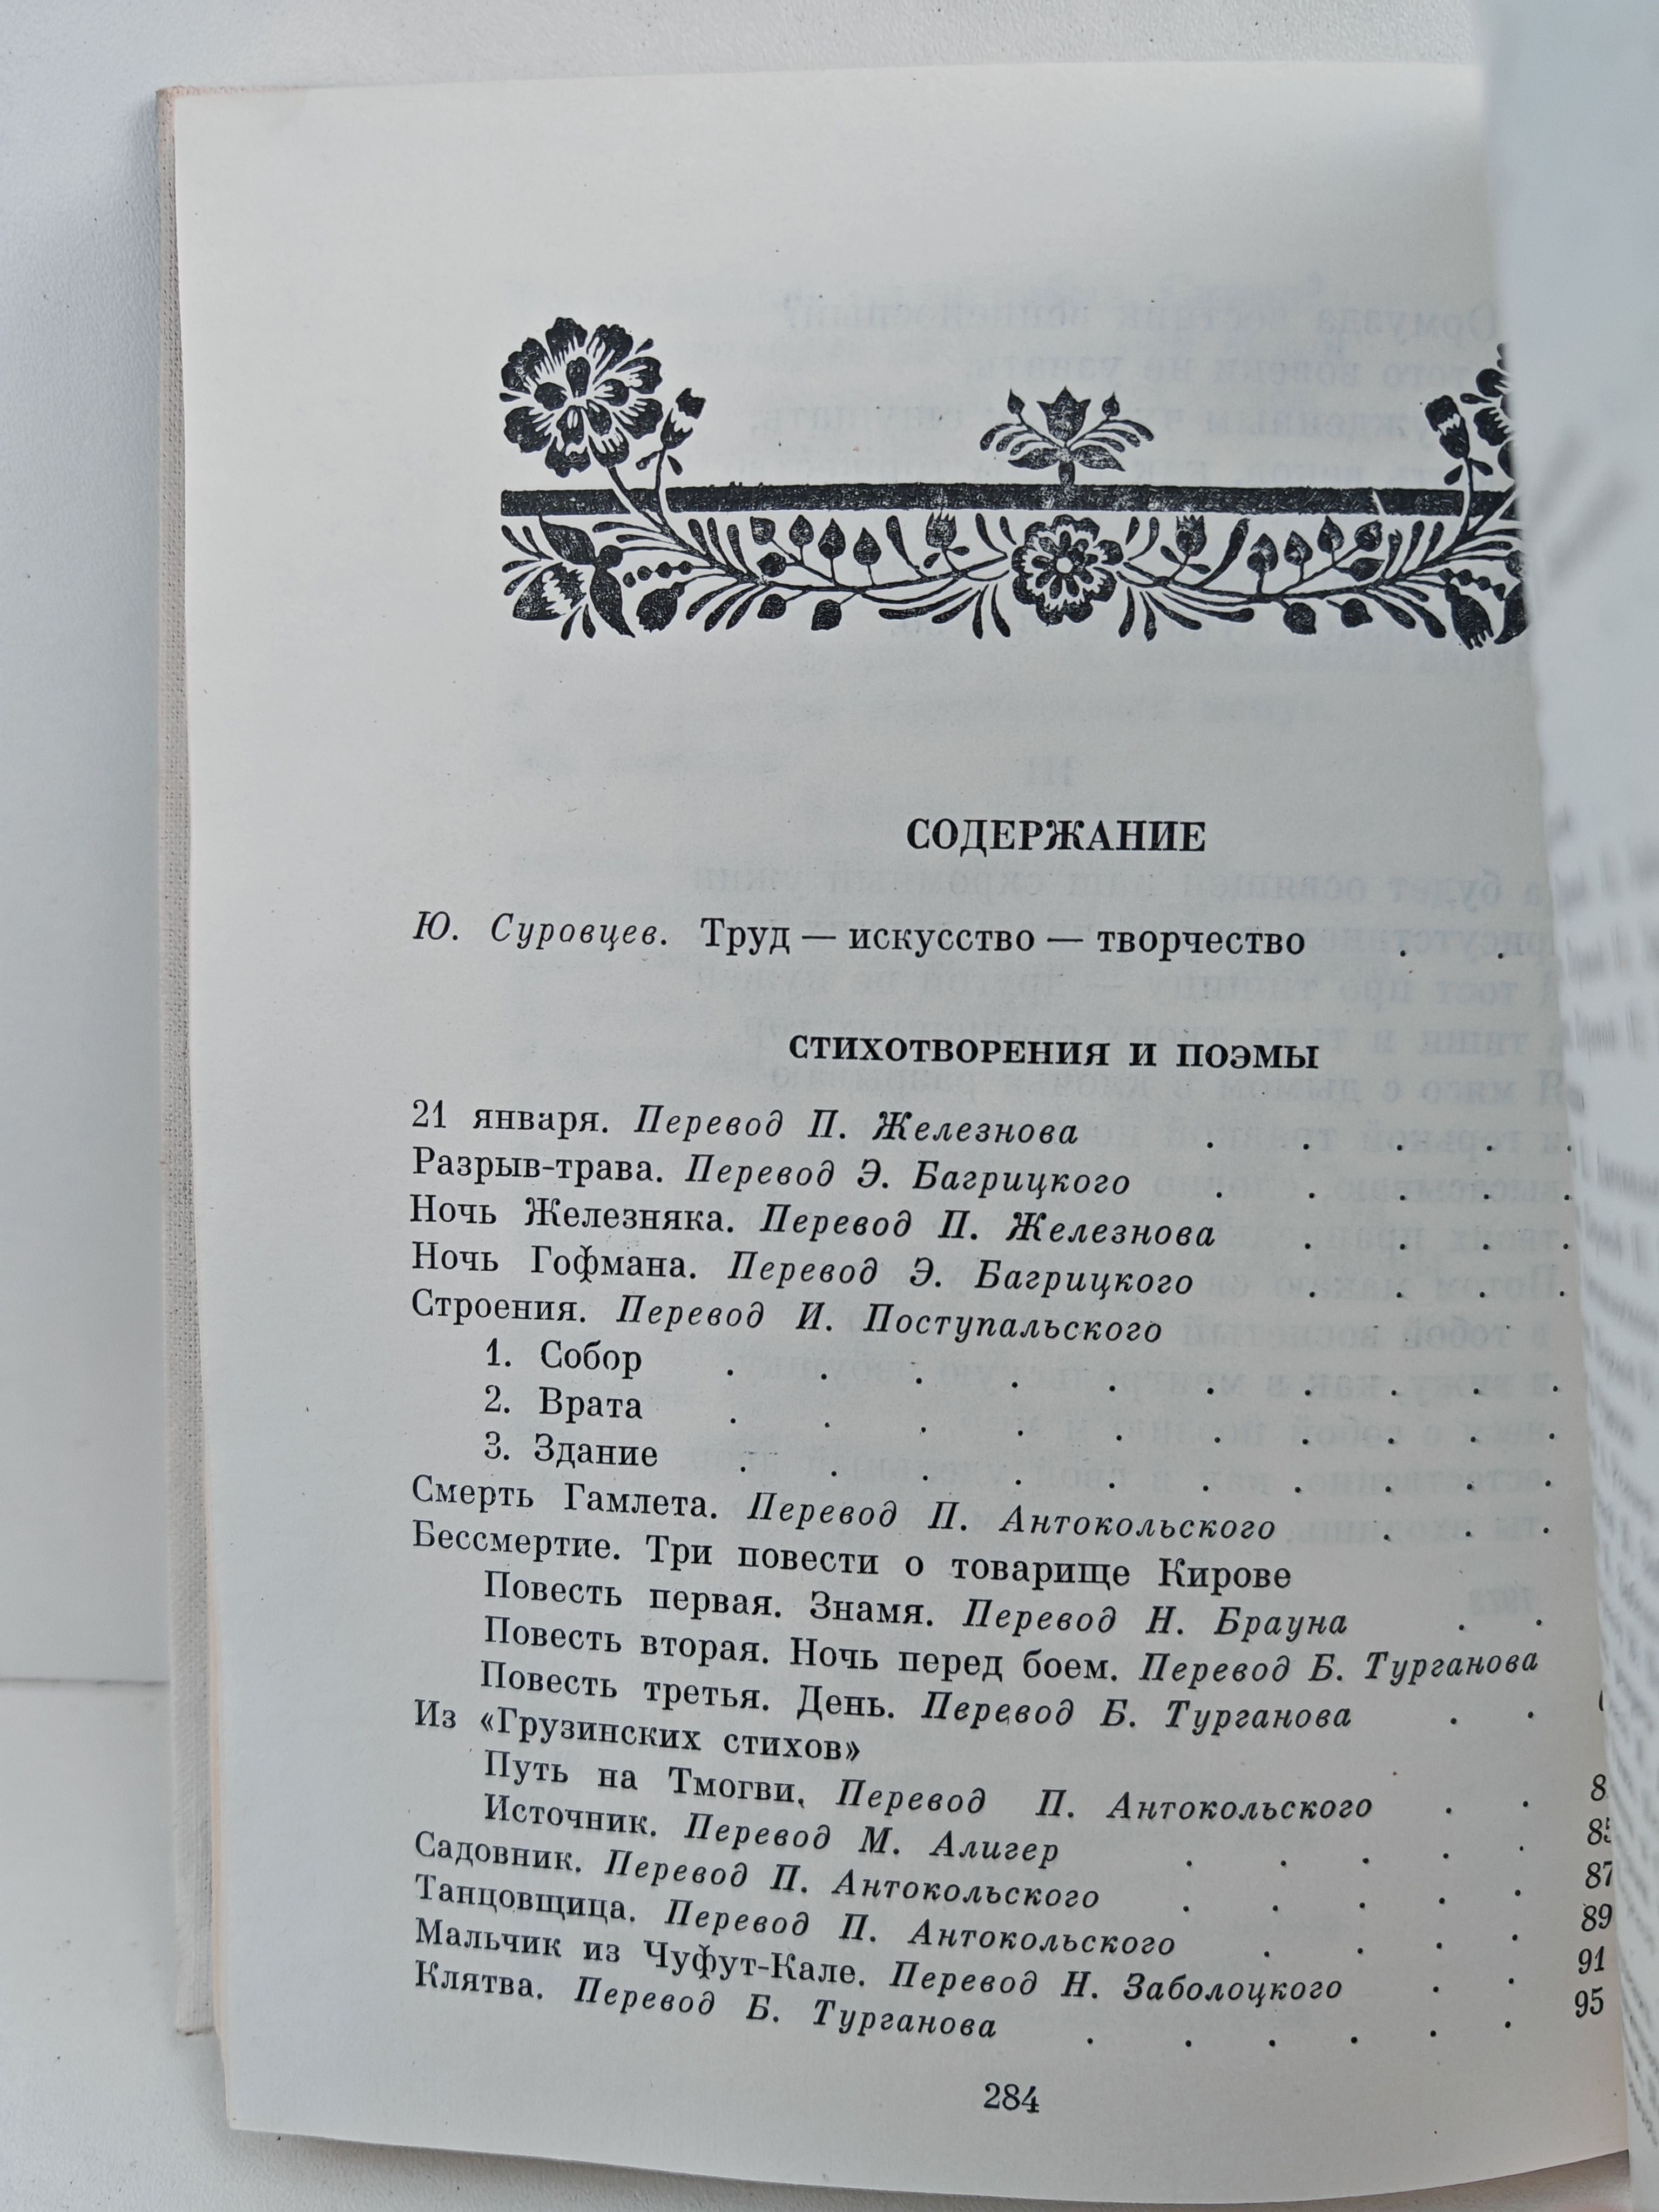 СОДЕРЖАНИЕ
Ю. Суровцев. Труд — искусство — творчество . .
СТИХОТВОРЕНИЯ И ПОЭМЫ
21 января. Перевод П. Железнова . . . . .
Разрыв-трава. Перевод Э. Багрицкого . . . . .
Ночь Железняка. Перевод П. Железнова . . . .
Ночь Гофмана. Перевод Э. Багрицкого . . . .
Строения. Перевод И. Поступальского
1. Собор . . . . . . . . . .
2. Врата . . . . . . . . . .
3. Здание . . . . . . . . . .
Смерть Гамлета. Перевод П. Антокольского . . .
Бессмертие. Три повести о товарище Кирове
Повесть первая. Знамя. Перевод Н. Брауна . .
Повесть вторая. Ночь перед боем. Перевод Б. Турганова
Повесть третья. День. Перевод Б. Турганова . .
Из «Грузинских стихов»
Путь на Тмогви. Перевод П. Антокольского . .
Источник. Перевод М. Алигер . . . . . 85
Садовник. Перевод П. Антокольского . . . . . 87
Танцовщица. Перевод П. Антокольского . . . . 89
Мальчик из Чуфут-Кале. Перевод Н. Заболоцкого . . 91
Клятва. Перевод Б. Турганова . . . . . . 95
284